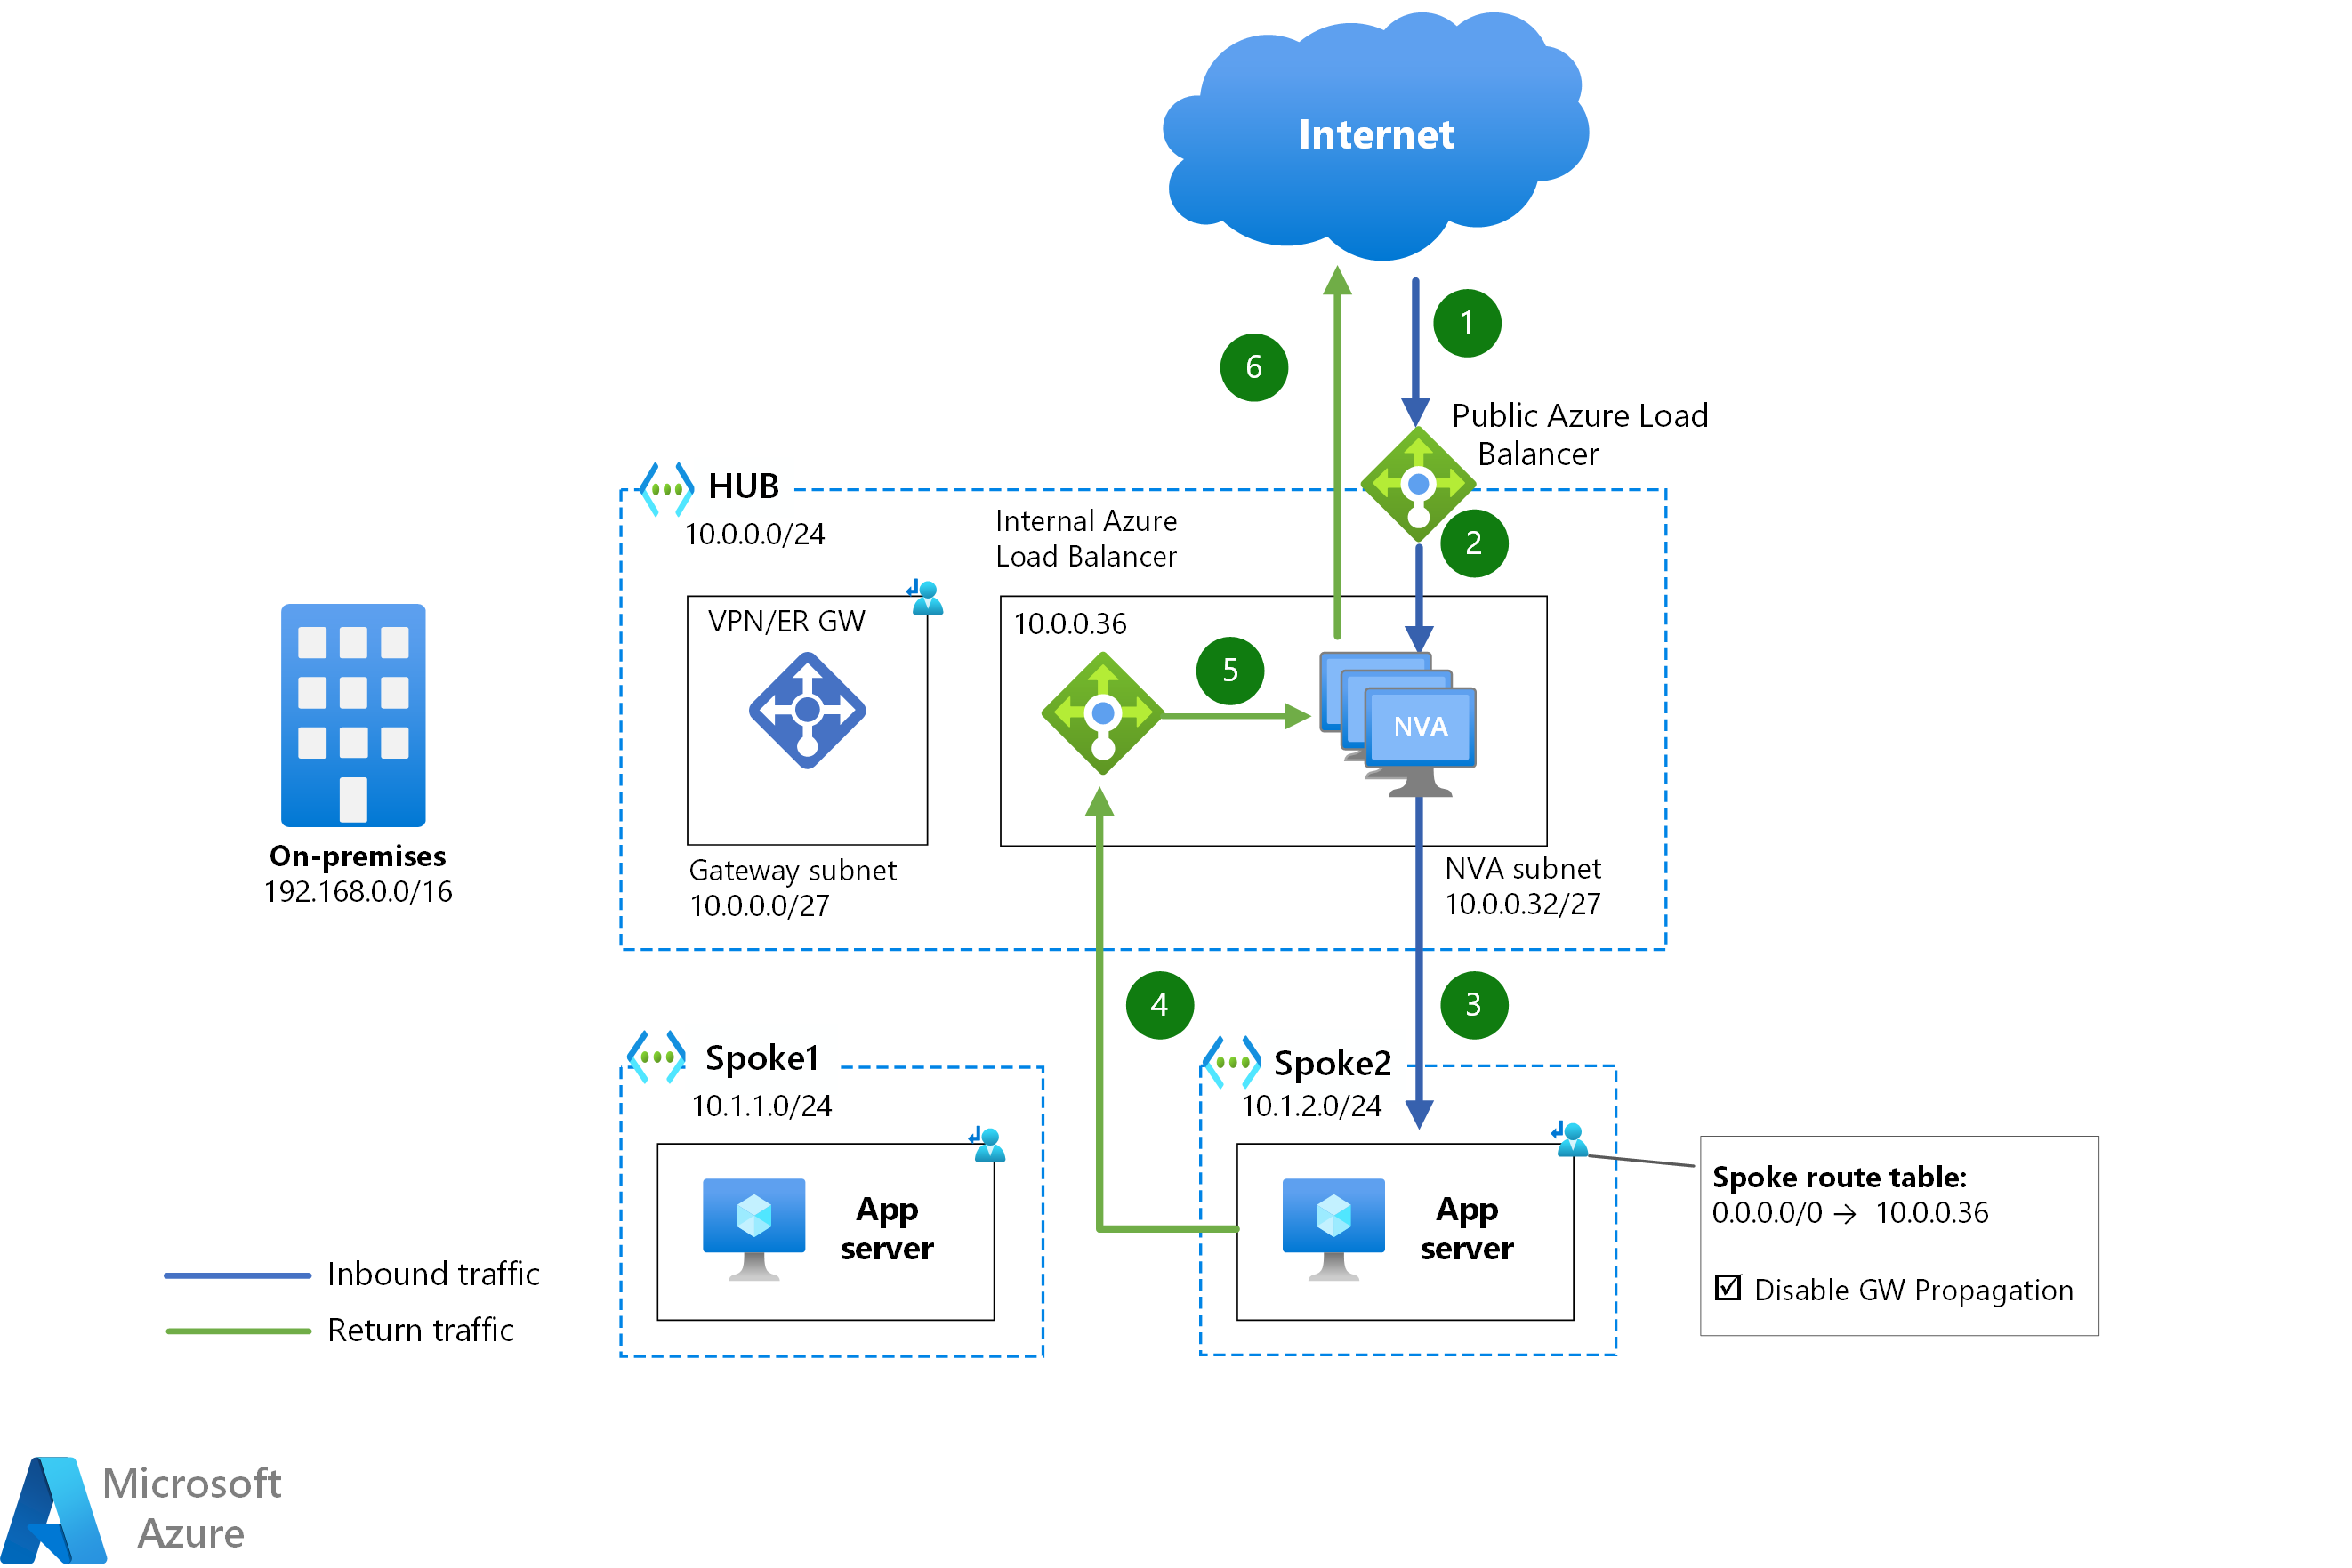 Internet
1
6
Public Azure Load
Balancer
HUB
10.0.0.0/24
Internal Azure
Load Balancer
2
VPN/ER GW
10.0.0.36
5
NVA
On-premises
192.168.0.0/16
Gateway subnet
10.0.0.0/27
NVA subnet
10.0.0.32/27
4
3
Spoke1
10.1.1.0/24
Spoke2
10.1.2.0/24
App
server
App
server
Spoke route table:
0.0.0.0/0 → 10.0.0.36
☑ Disable GW Propagation
Inbound traffic
Return traffic
Microsoft
Azure